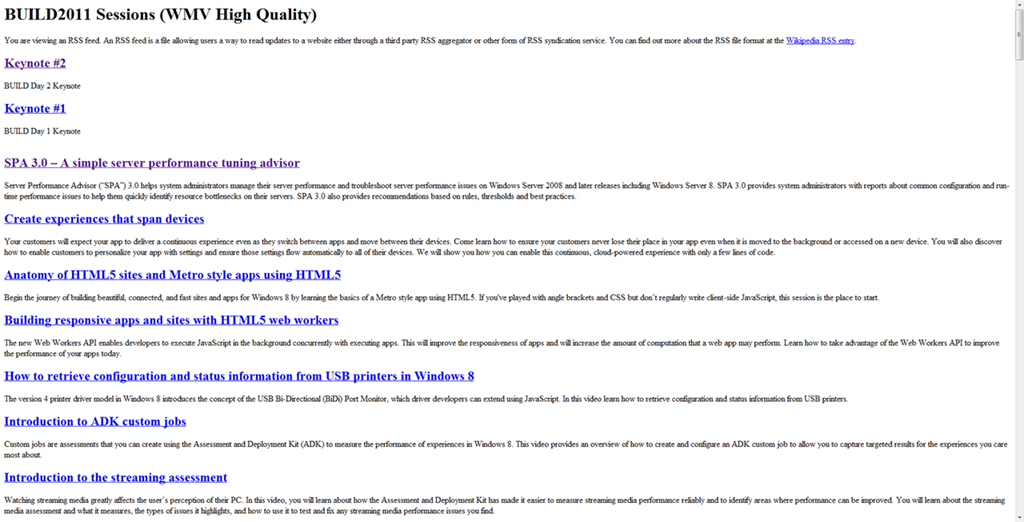 BUILD2011 Sessions (WMV High Quality)
You are viewing an RSS feed. An RSS feed is a file allowing users a way to read updates to a website either through a third party RSS aggregator or other form of RSS syndication service. You can find out more about the RSS file format at the Wikipedia RSS entry.
Keynote #2
BUILD Day 2 Keynote
Keynote #1
BUILD Day 1 Keynote
SPA 3.0 – A simple server performance tuning advisor
Server Performance Advisor (“SPA”) 3.0 helps system administrators manage their server performance and troubleshoot server performance issues on Windows Server 2008 and later releases including Windows Server 8. SPA 3.0 provides system administrators with reports about common configuration and run-
time performance issues to help them quickly identify resource bottlenecks on their servers. SPA 3.0 also provides recommendations based on rules, thresholds and best practices.
Create experiences that span devices
Your customers will expect your app to deliver a continuous experience even as they switch between apps and move between their devices. Come learn how to ensure your customers never lose their place in your app even when it is moved to the background or accessed on a new device. You will also discover
how to enable customers to personalize your app with settings and ensure those settings flow automatically to all of their devices. We will show you how you can enable this continuous, cloud-powered experience with only a few lines of code.
Anatomy of HTML5 sites and Metro style apps using HTML5
Begin the journey of building beautiful, connected, and fast sites and apps for Windows 8 by learning the basics of a Metro style app using HTML5. If you've played with angle brackets and CSS but don’t regularly write client-side JavaScript, this session is the place to start.
Building responsive apps and sites with HTML5 web workers
The new Web Workers API enables developers to execute JavaScript in the background concurrently with executing apps. This will improve the responsiveness of apps and will increase the amount of computation that a web app may perform. Learn how to take advantage of the Web Workers API to improve
the performance of your apps today.
How to retrieve configuration and status information from USB printers in Windows 8
The version 4 printer driver model in Windows 8 introduces the concept of the USB Bi-Directional (BiDi) Port Monitor, which driver developers can extend using JavaScript. In this video learn how to retrieve configuration and status information from USB printers.
Introduction to ADK custom jobs
Custom jobs are assessments that you can create using the Assessment and Deployment Kit (ADK) to measure the performance of experiences in Windows 8. This video provides an overview of how to create and configure an ADK custom job to allow you to capture targeted results for the experiences you care
most about.
Introduction to the streaming assessment
Watching streaming media greatly affects the user’s perception of their PC. In this video, you will learn about how the Assessment and Deployment Kit has made it easier to measure streaming media performance reliably and to identify areas where performance can be improved. You will learn about the streaming
media assessment and what it measures, the types of issues it highlights, and how to use it to test and fix any streaming media performance issues you find.